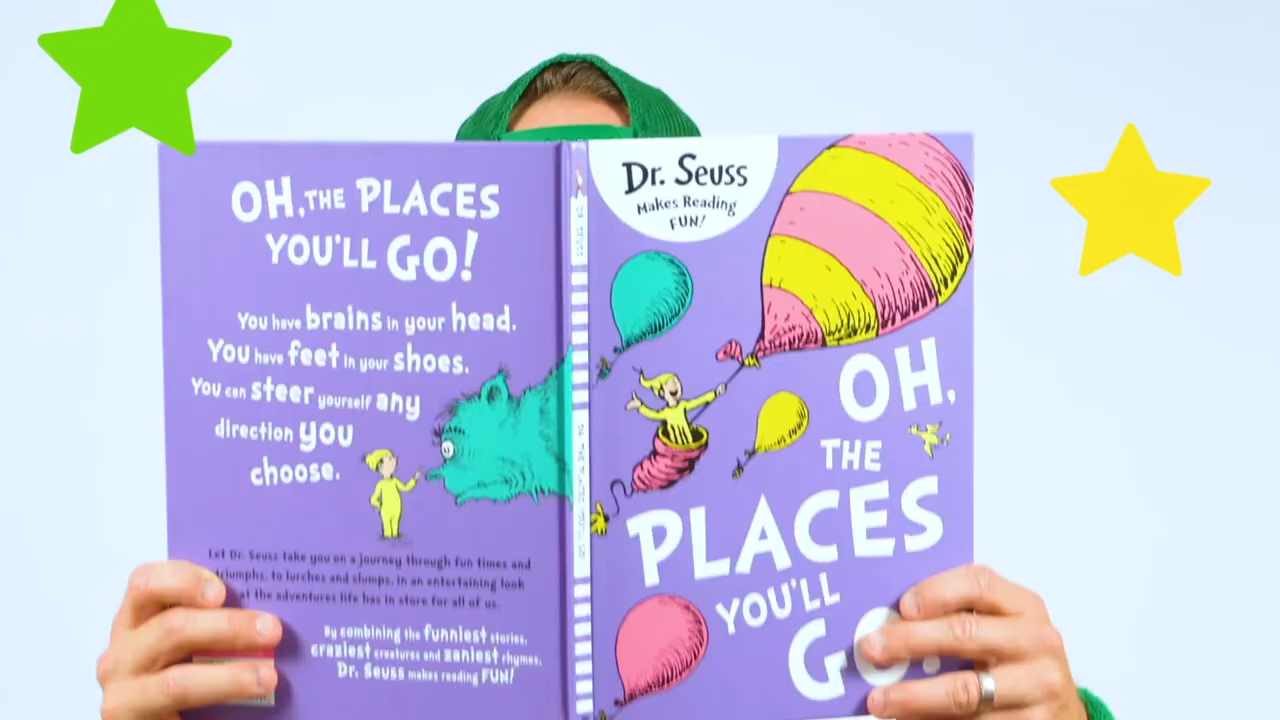 OH, THE PLACES
YOU'LL GO!
You have brains in your head.
You have feet in your shoes.
You can steer yourself any
direction you
choose.
Let Dr. Seuss take you on a journey through fun times and
triumphs, to lurches and slumps, in an entertaining look
at the adventures life has in store for all of us.
By combining the funniest stories,
craziest creatures and zaniest rhymes,
Dr. Seuss makes reading FUN!
Dr. Seuss
Makes Reading
FUN!
OH,
THE
PLACES
YOU'LL
GO!